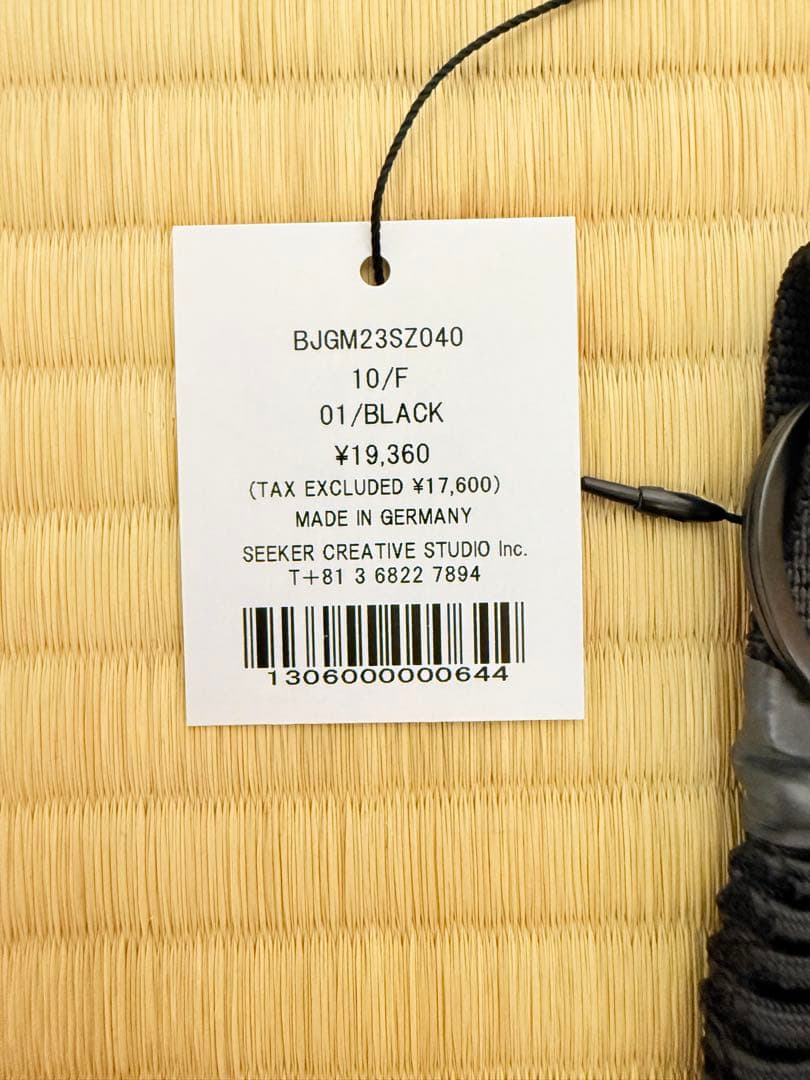 BJGM23SZ040
10/F
01/BLACK
¥19,360
(TAX EXCLUDED ¥17,600)
MADE IN GERMANY
SEEKER CREATIVE STUDIO Inc.
T+81 3 6822 7894
1306000000644